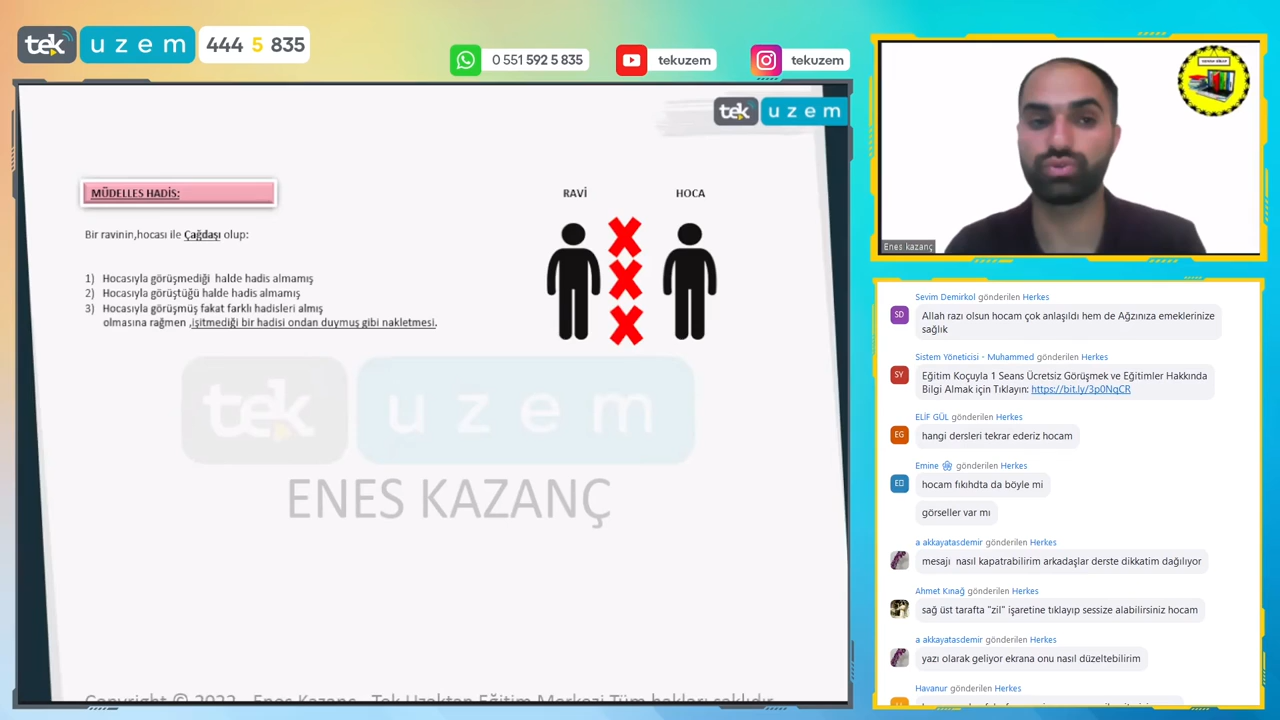 tek uzem 444 5 835
0 551 592 5 835
tekuzem
tekuzem
tek uzem
MÜDELLES HADİS:
Bir ravinin,hocası ile Çağdaşı olup:
1) Hocasıyla görüşmediği halde hadis almamış
2) Hocasıyla görüştüğü halde hadis almamış
3) Hocasıyla görüşmüş fakat farklı hadisleri almış
olmasına rağmen ,işitmediği bir hadisi ondan duymuş gibi nakletmesi.
RAVİ HOCA
tek uzem
ENES KAZANÇ
Enes kazanç
Sevim Demirkol gönderilen Herkes
SD
Allah razı olsun hocam çok anlaşıldı hem de Ağzınıza emeklerinize
sağlık
Sistem Yöneticisi - Muhammed gönderilen Herkes
SY
Eğitim Koçuyla 1 Seans Ücretsiz Görüşmek ve Eğitimler Hakkında
Bilgi Almak için Tıklayın: https://bit.ly/3p0NqCR
ELİF GÜL gönderilen Herkes
EG
hangi dersleri tekrar ederiz hocam
Emine gönderilen Herkes
hocam fıkıhdta da böyle mi
görseller var mı
a akkayatasdemir gönderilen Herkes
mesajı nasıl kapatrabilirim arkadaşlar derste dikkatim dağılıyor
Ahmet Kınağ gönderilen Herkes
sağ üst tarafta "zil" işaretine tıklayıp sessize alabilirsiniz hocam
a akkayatasdemir gönderilen Herkes
yazı olarak geliyor ekrana onu nasıl düzeltebilirim
Havanur gönderilen Herkes